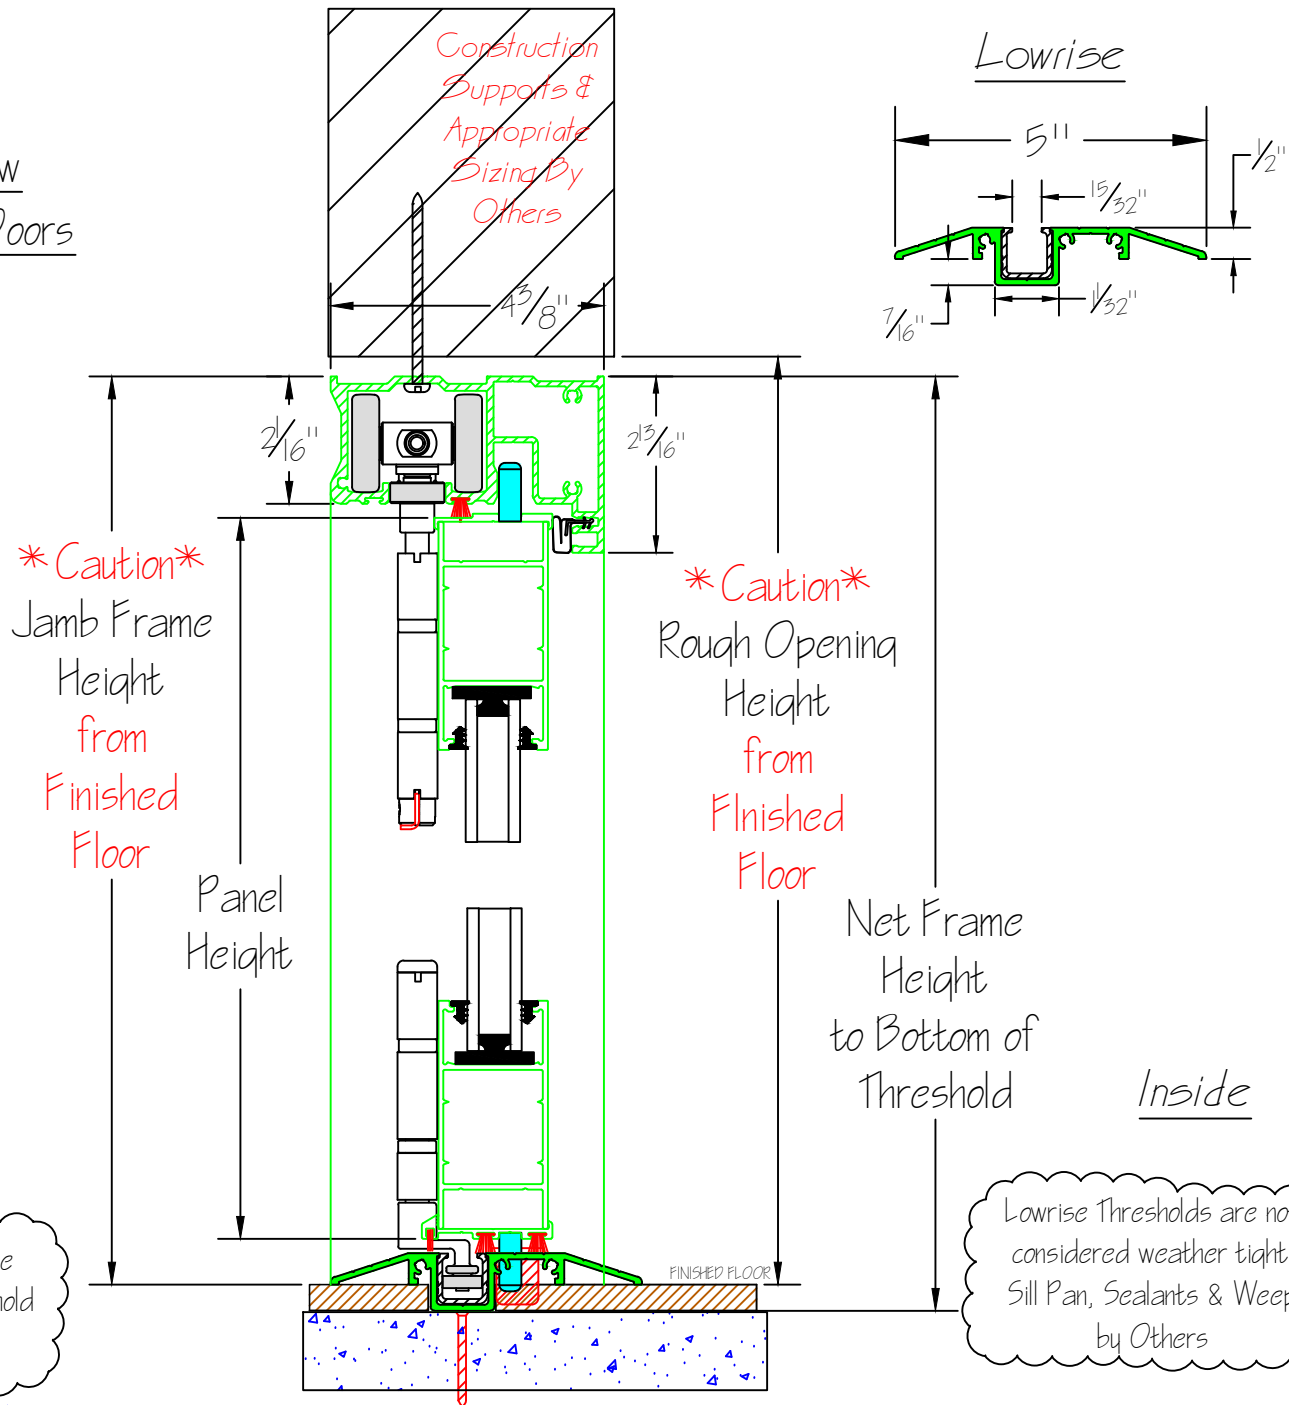 Lowrise
5"
1/2"
15/32"
7/16"
1 1/32"
w
Doors
Construction
Supports &
Appropriate
Sizing By
Others
4 3/8"
2 1/16"
2 13/16"
*Caution*
Jamb Frame
Height
from
Finished
Floor
*Caution*
Rough Opening
Height
from
FInished
Floor
Panel
Height
Net Frame
Height
to Bottom of
Threshold
Inside
FINISHED FLOOR
Lowrise Thresholds are no
considered weather tight
Sill Pan, Sealants & Weep
by Others
e
hold